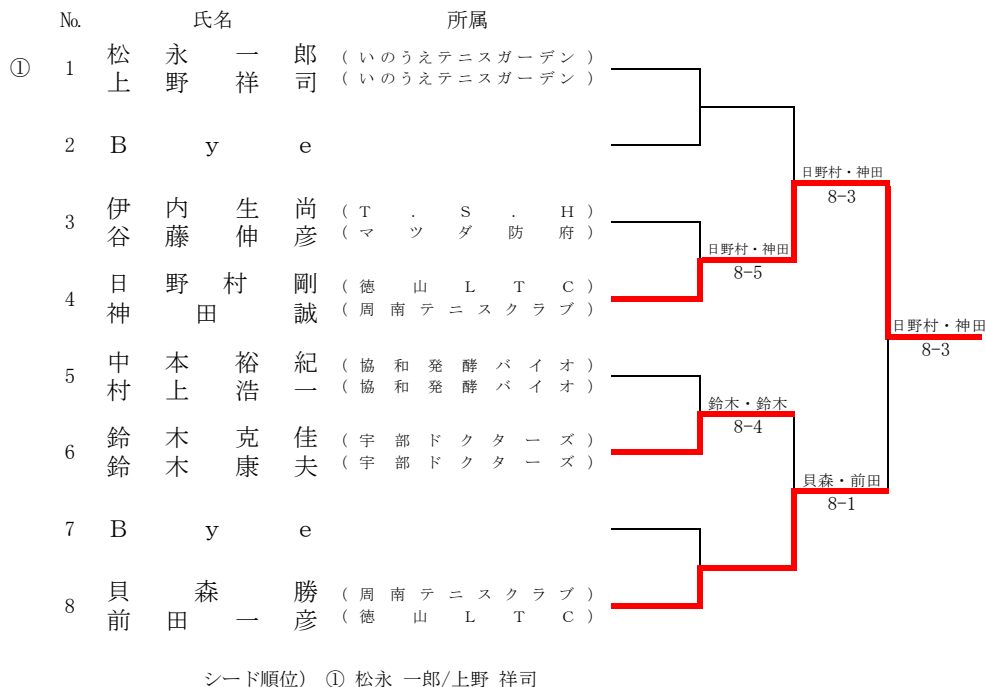 No. 氏名 所属
① 1 松永一郎 (いのうえテニスガーデン)
上野祥司 (いのうえテニスガーデン)
2 Bye
3 伊内生尚 (T.S.H)
谷藤伸彦 (マツダ防府)
4 日野村剛 (徳山LTC)
神田誠 (周南テニスクラブ)
5 中本裕紀 (協和発酵バイオ)
村上浩一 (協和発酵バイオ)
6 鈴木克佳 (宇部ドクターズ)
鈴木康夫 (宇部ドクターズ)
7 Bye
8 貝森勝 (周南テニスクラブ)
前田一彦 (徳山LTC)
日野村・神田
8-5
鈴木・鈴木
8-4
日野村・神田
8-3
貝森・前田
8-1
日野村・神田
8-3
シード順位) ① 松永 一郎/上野 祥司